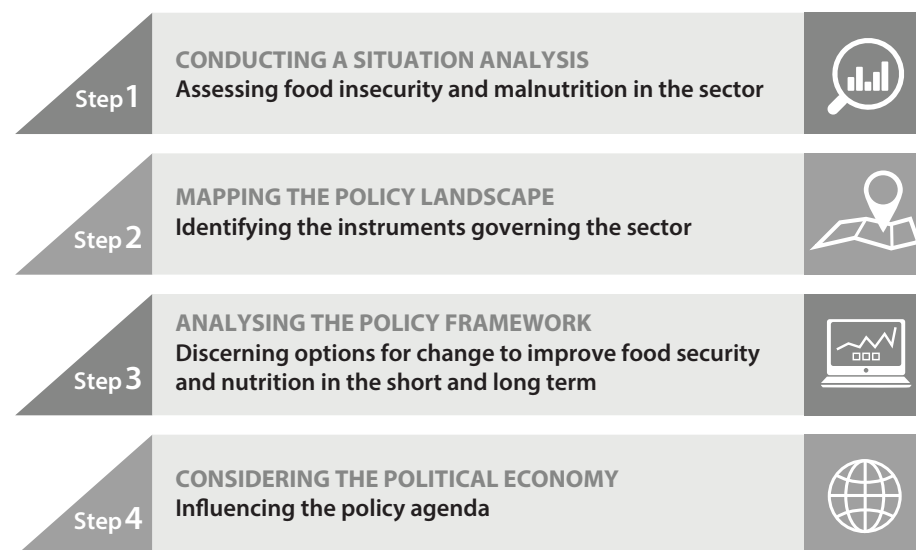 Step 1
CONDUCTING A SITUATION ANALYSIS
Assessing food insecurity and malnutrition in the sector
Step 2
MAPPING THE POLICY LANDSCAPE
Identifying the instruments governing the sector
Step 3
ANALYSING THE POLICY FRAMEWORK
Discerning options for change to improve food security
and nutrition in the short and long term
Step 4
CONSIDERING THE POLITICAL ECONOMY
Influencing the policy agenda